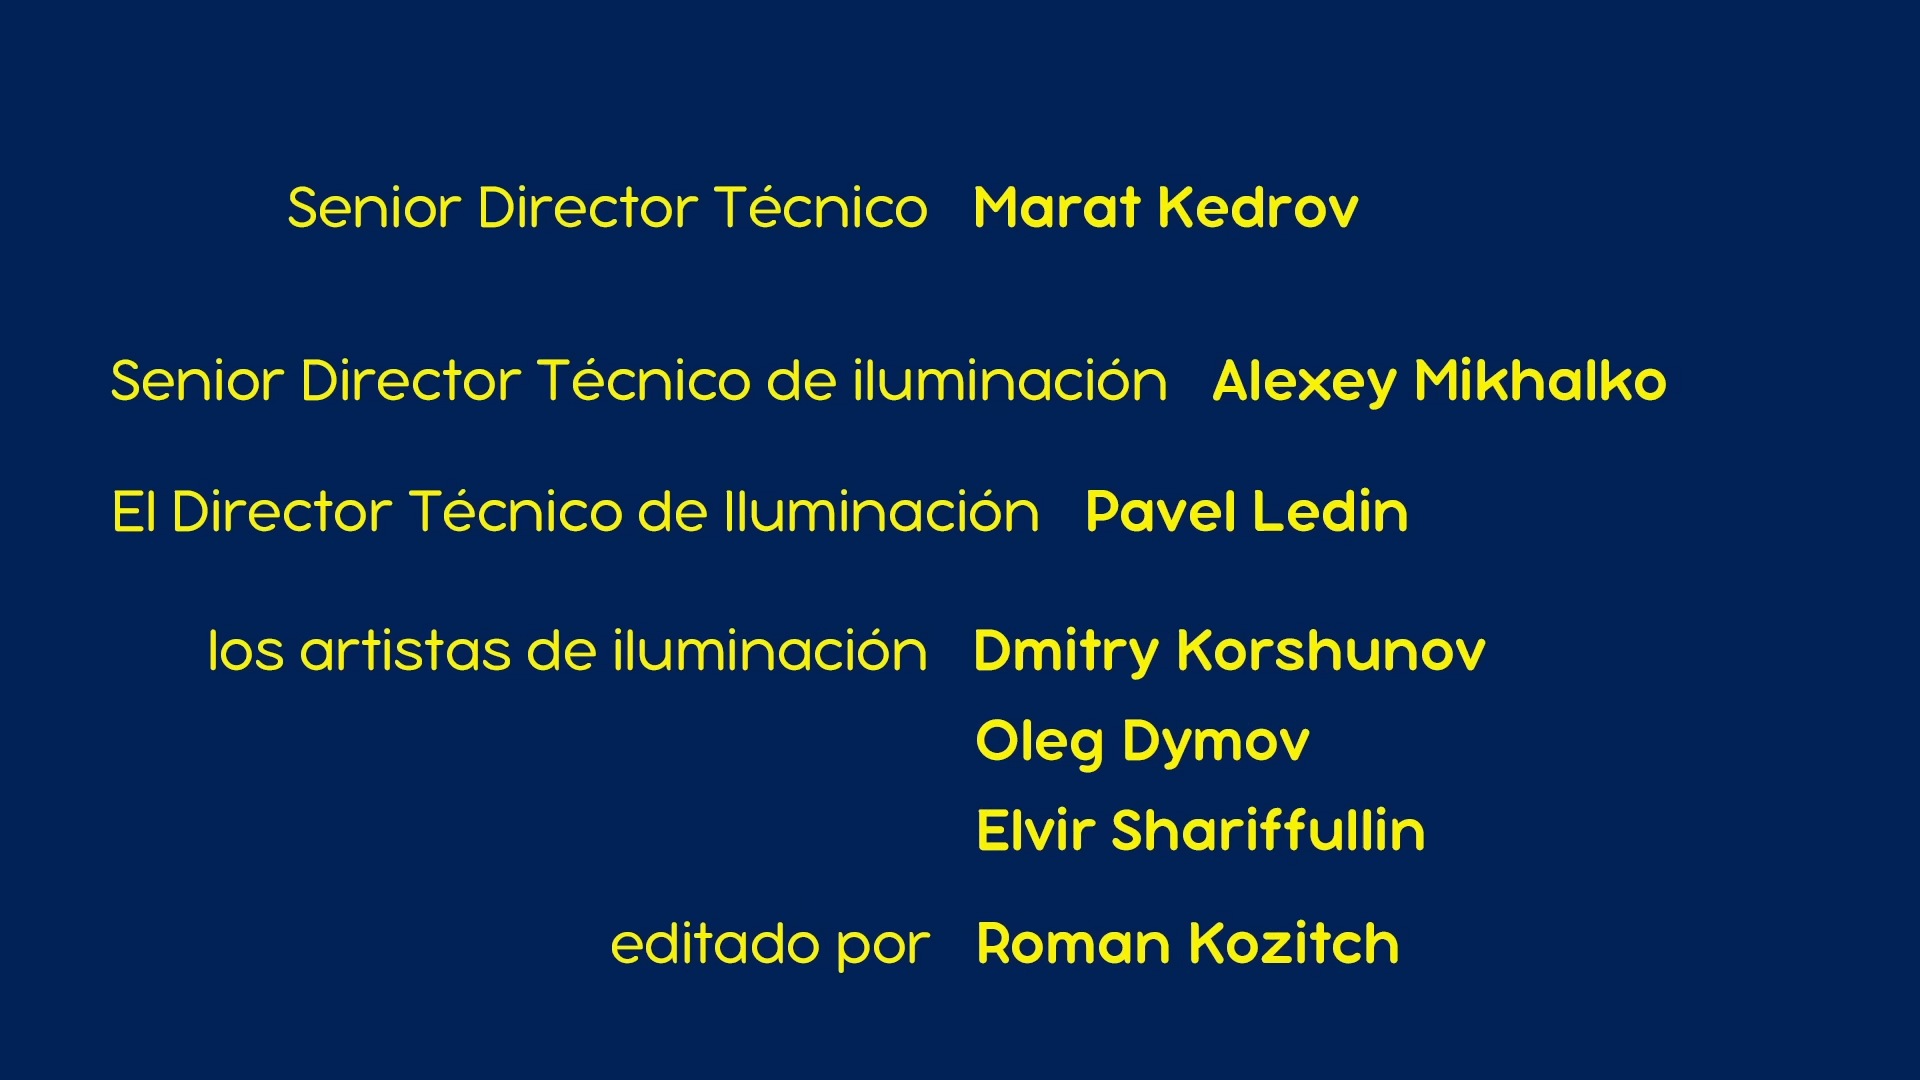 Senior Director Técnico Marat Kedrov
Senior Director Técnico de iluminación Alexey Mikhalko
El Director Técnico de Iluminación Pavel Ledin
los artistas de iluminación Dmitry Korshunov
Oleg Dymov
Elvir Shariffullin
editado por Roman Kozitch